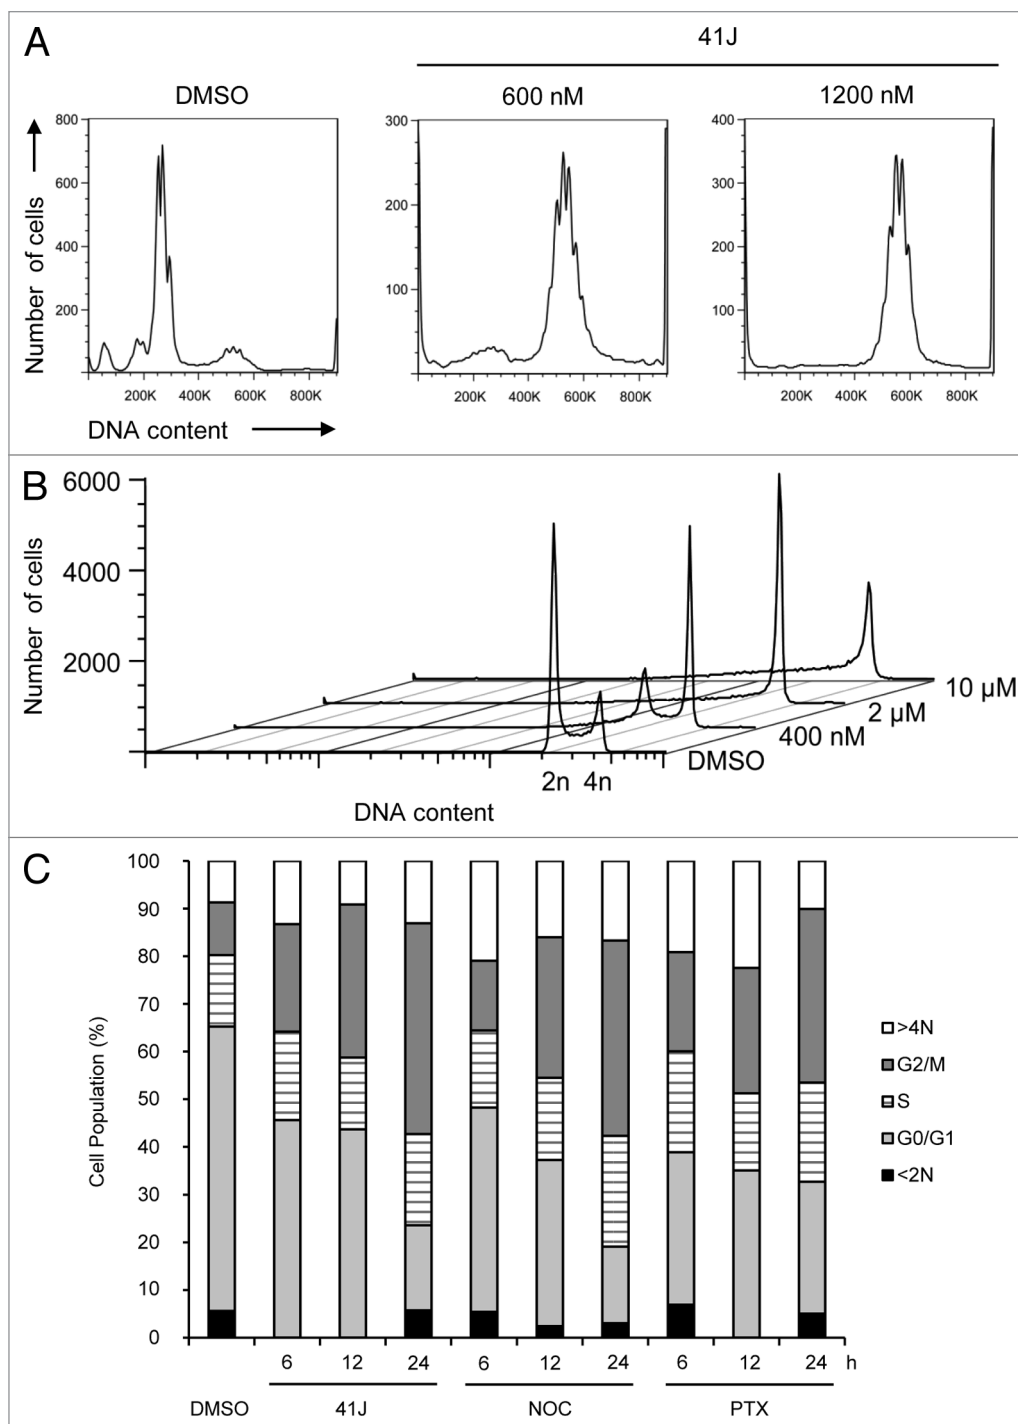 A
41J
DMSO
600 nM
1200 nM
Number of cells
800
600
400
200
200K 400K 600K 800K
300
200
100
200K 400K 600K 800K
400
300
200
100
200K 400K 600K 800K
DNA content
B
Number of cells
6000
4000
2000
10 µM
2 µM
400 nM
DMSO
2n 4n
DNA content
C
Cell Population (%)
100
90
80
70
60
50
40
30
20
10
0
>4N
G2/M
S
G0/G1
<2N
6 12 24 6 12 24 6 12 24 h
DMSO 41J NOC PTX